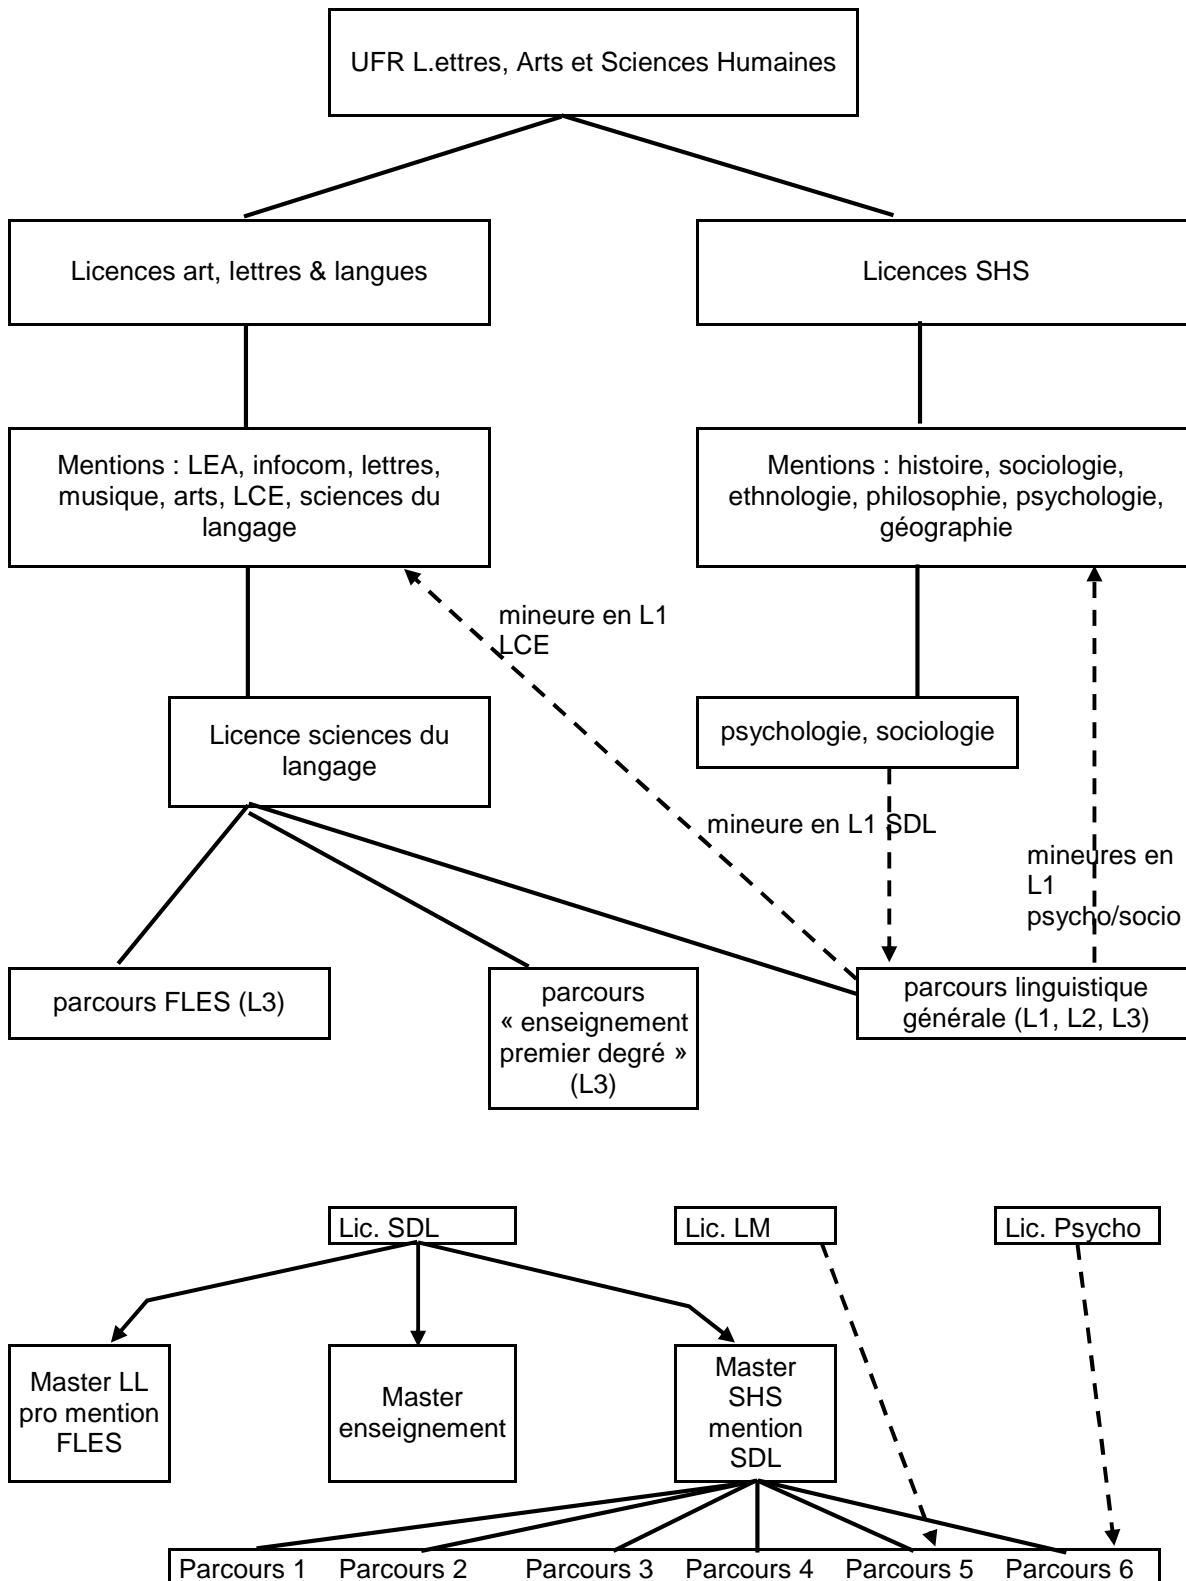 UFR L.ettres, Arts et Sciences Humaines
Licences art, lettres & langues
Licences SHS
Mentions : LEA, infocom, lettres,
musique, arts, LCE, sciences du
langage
Mentions : histoire, sociologie,
ethnologie, philosophie, psychologie,
géographie
mineure en L1
LCE
Licence sciences du
langage
psychologie, sociologie
mineure en L1 SDL
mineures en
L1
psycho/socio
parcours FLES (L3)
parcours
« enseignement
premier degré »
(L3)
parcours linguistique
générale (L1, L2, L3)
Lic. SDL
Lic. LM
Lic. Psycho
Master LL
pro mention
FLES
Master
enseignement
Master
SHS
mention
SDL
Parcours 1
Parcours 2
Parcours 3
Parcours 4
Parcours 5
Parcours 6